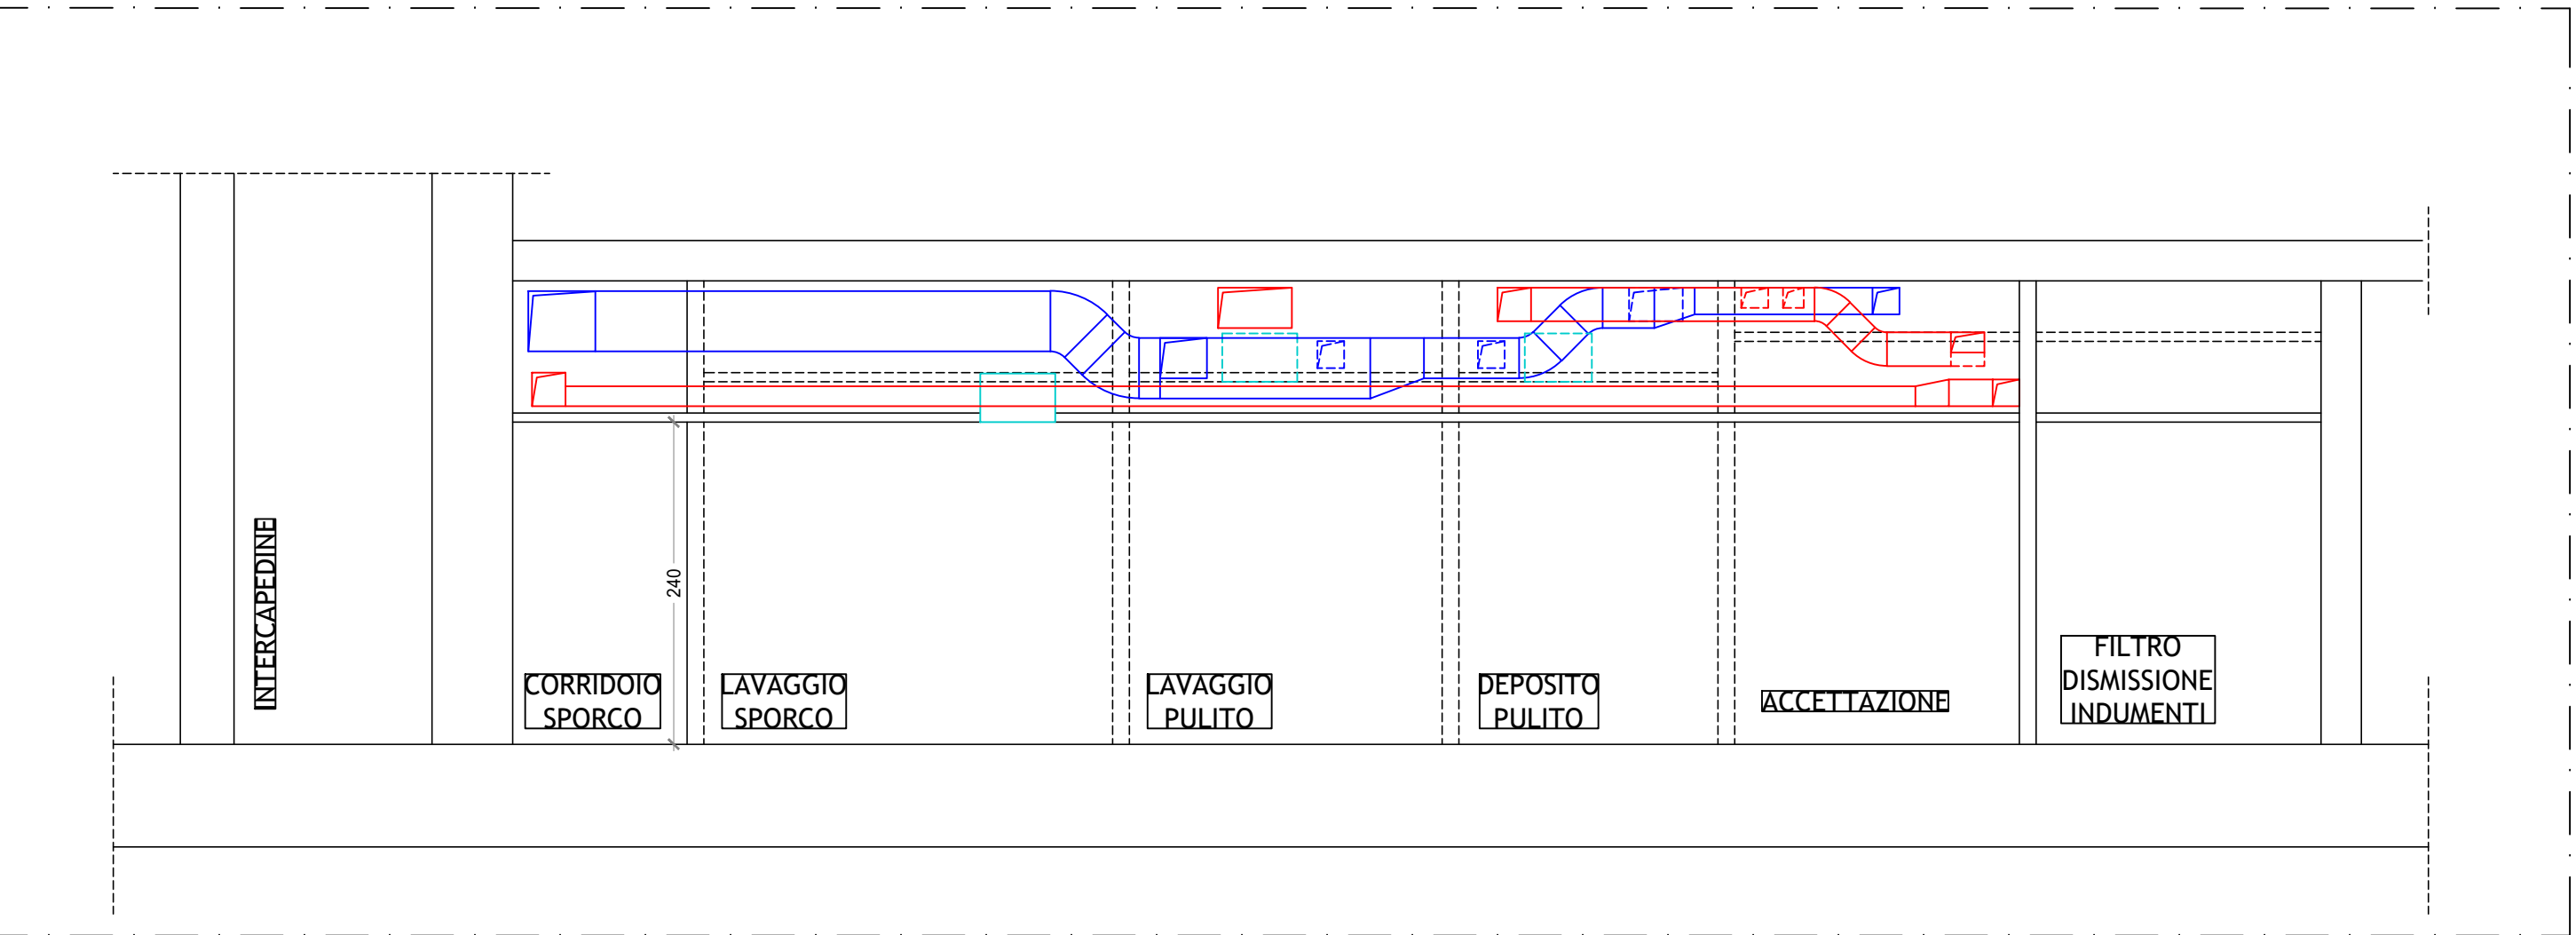 INTERCAPEDINE
CORRIDOIO
SPORCO
240
LAVAGGIO
SPORCO
LAVAGGIO
PULITO
DEPOSITO
PULITO
ACCETTAZIONE
FILTRO
DISMISSIONE
INDUMENTI